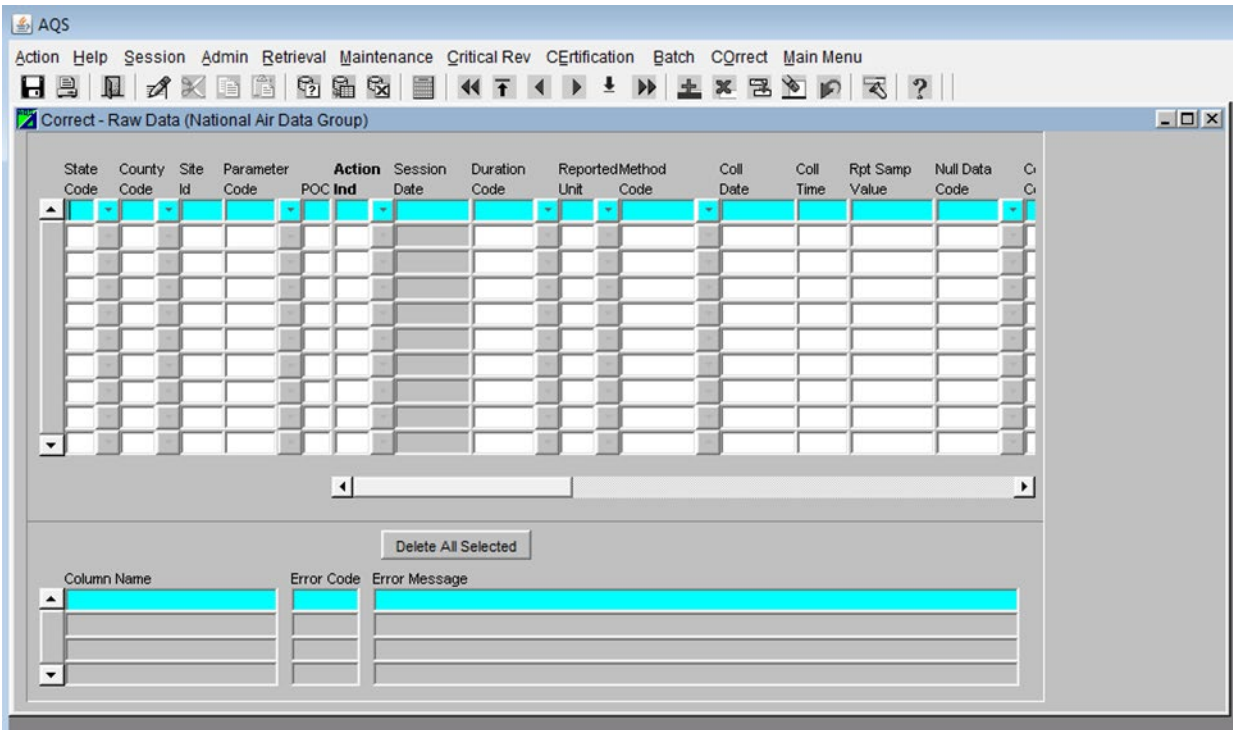 AQS
Action Help Session Admin Retrieval Maintenance Critical Rev CErtification Batch COrrect Main Menu
Correct - Raw Data (National Air Data Group)
State County Site Parameter Action Session Duration Reported Method Coll Coll Rpt Samp Null Data
Code Code Id Code POC Ind Date Code Unit Code Date Time Value Code
Delete All Selected
Column Name Error Code Error Message